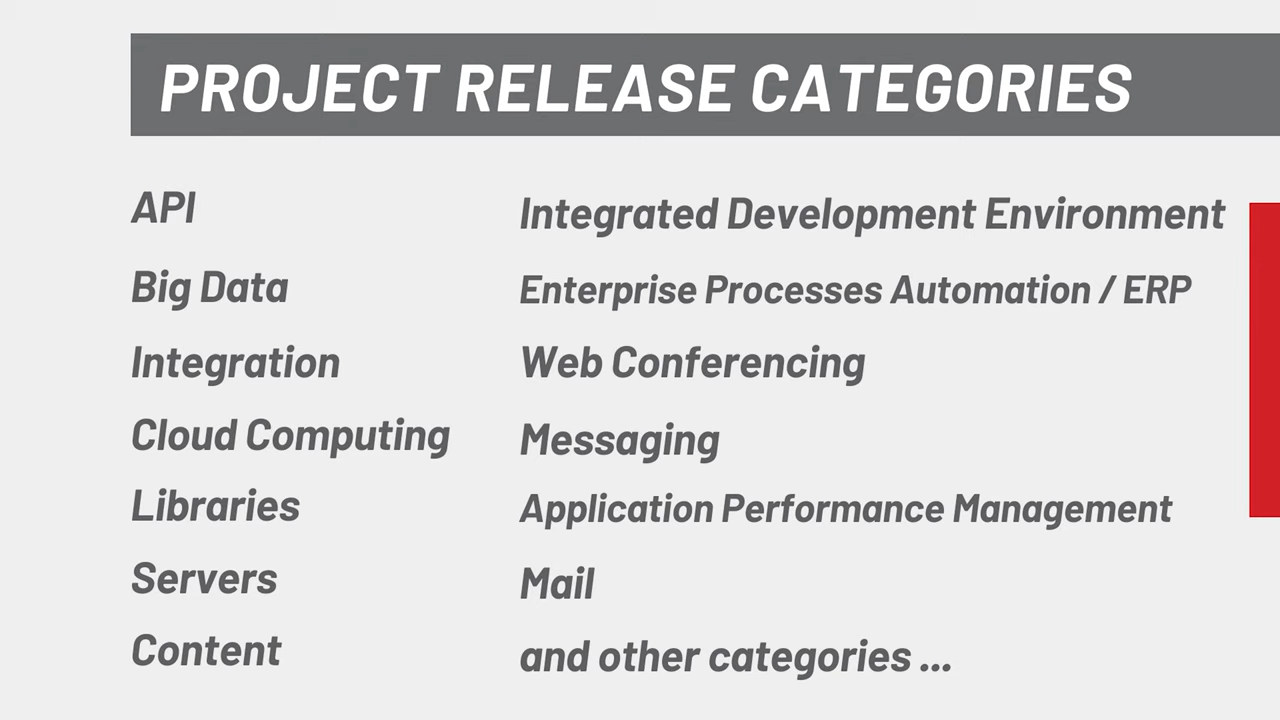 PROJECT RELEASE CATEGORIES
API
Big Data
Integration
Cloud Computing
Libraries
Servers
Content
Integrated Development Environment
Enterprise Processes Automation / ERP
Web Conferencing
Messaging
Application Performance Management
Mail
and other categories ...